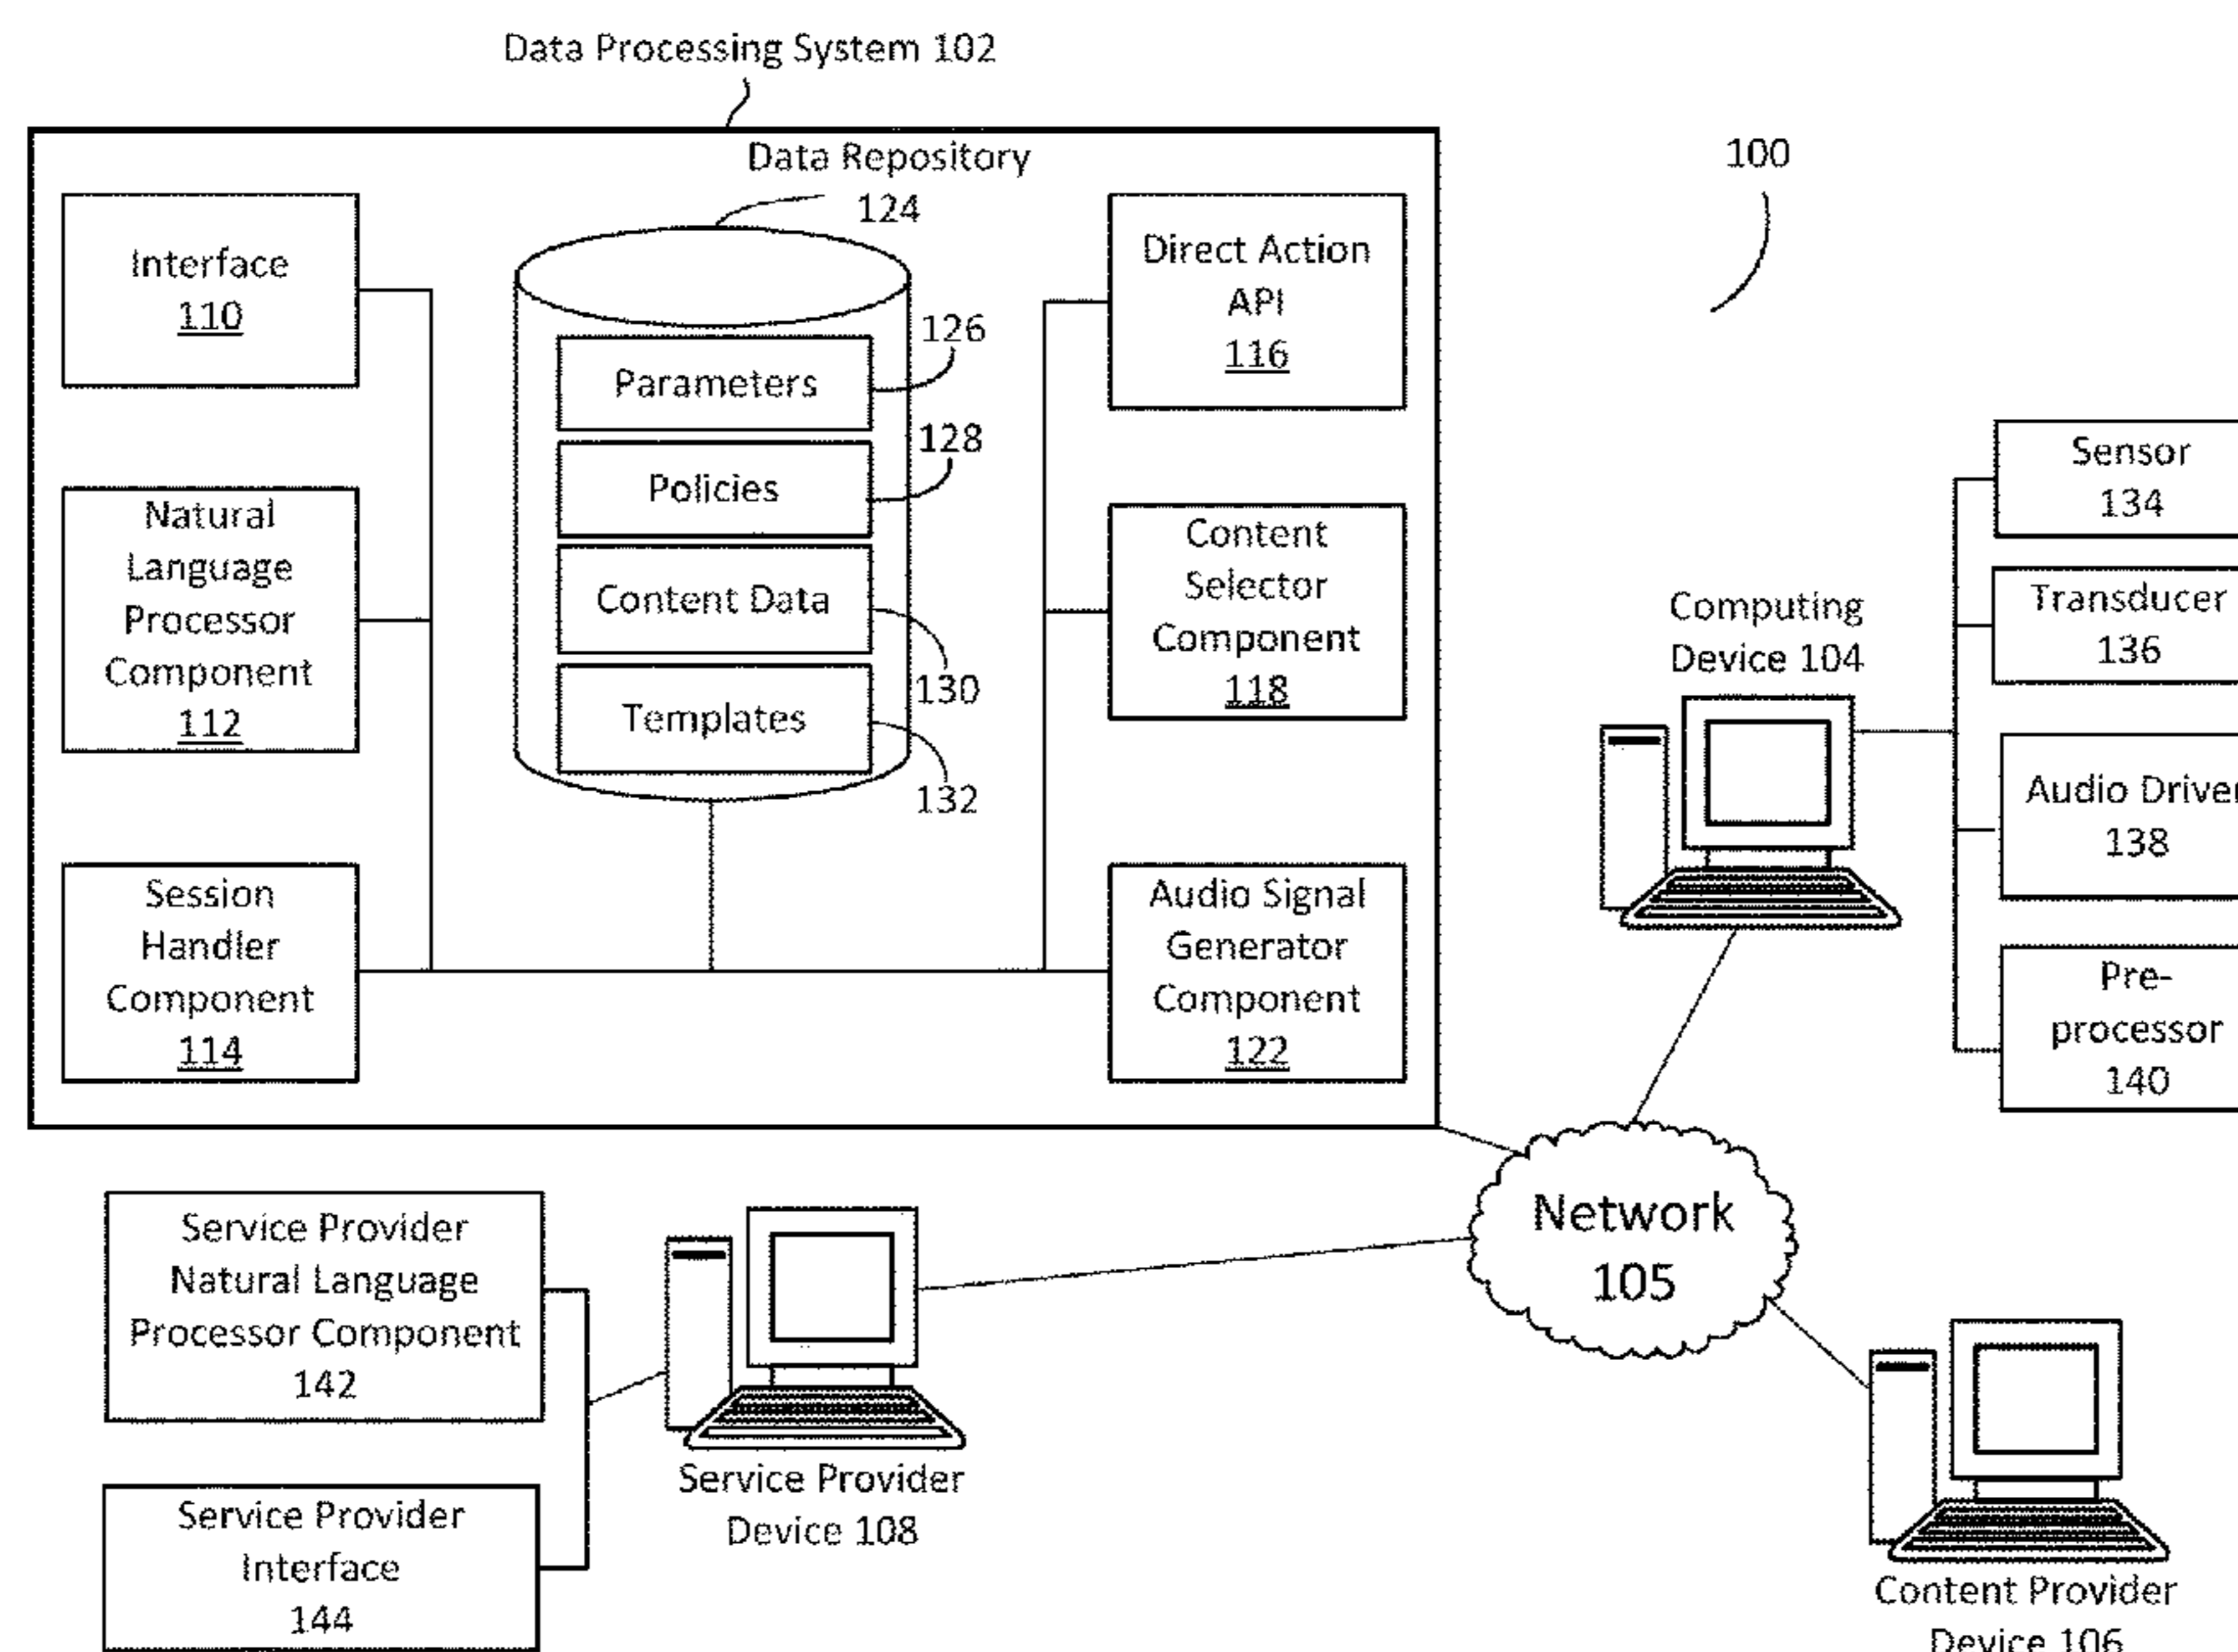 Data Processing System 102
Data Repository
124
100
Interface
110
126
Parameters
128
Policies
Content Data
130
Templates
132
Direct Action
API
116
Natural
Language
Processor
Component
112
Content
Selector
Component
118
Session
Handler
Component
114
Audio Signal
Generator
Component
122
Computing
Device 104
Sensor
134
Transducer
136
Audio Driver
138
Pre-
processor
140
Network
105
Service Provider
Natural Language
Processor Component
142
Service Provider
Interface
144
Service Provider
Device 108
Content Provider
Device 106